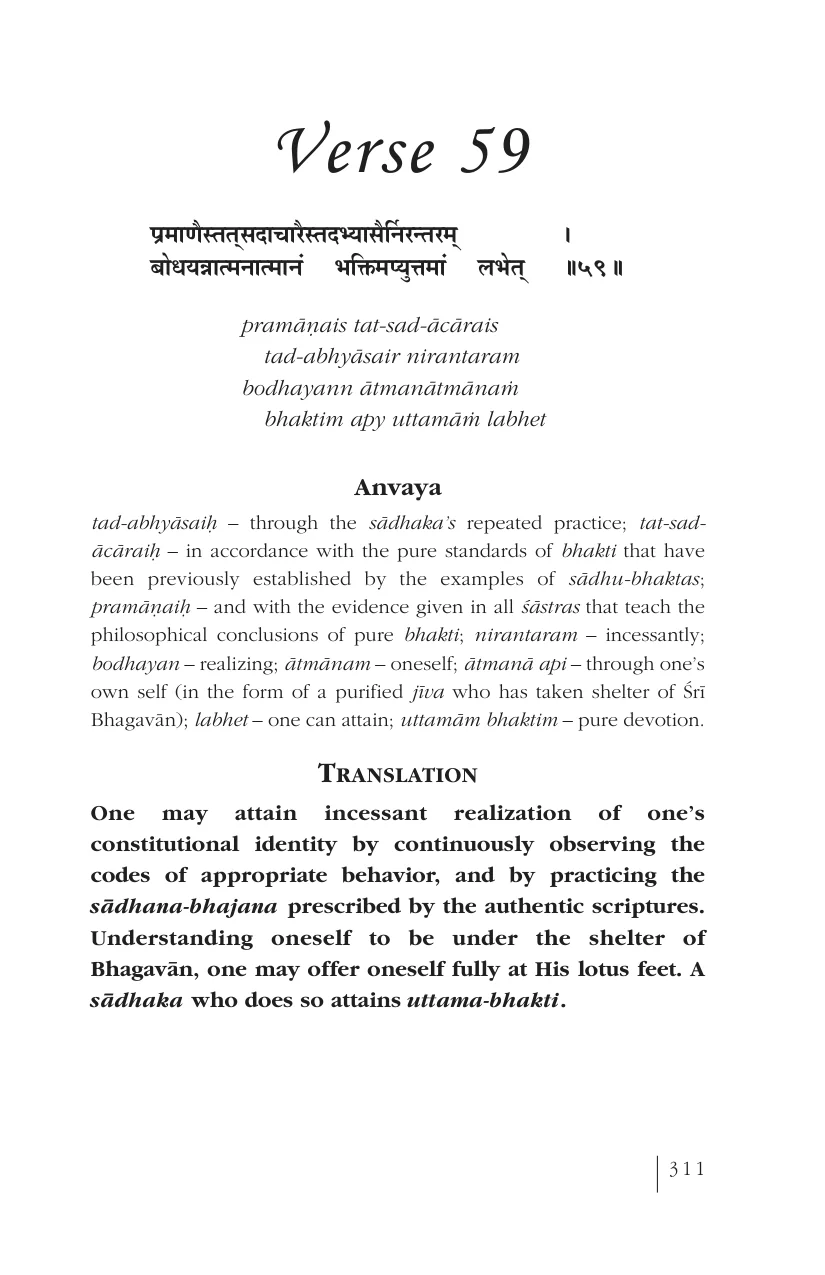 Verse 59
प्रमाणैस्तत्सदाचारैस्तदभ्यासैर्निरन्तरम् ।
बोधयन्नात्मनात्मानं भक्तिमप्युत्तमां लभेत् ॥५९॥
pramāṇais tat-sad-ācārais
tad-abhyāsair nirantaram
bodhayann ātmanātmānaṁ
bhaktim apy uttamāṁ labhet
Anvaya
tad-abhyāsaiḥ – through the sādhaka’s repeated practice; tat-sad-
ācāraiḥ – in accordance with the pure standards of bhakti that have
been previously established by the examples of sādhu-bhaktas;
pramāṇaiḥ – and with the evidence given in all śāstras that teach the
philosophical conclusions of pure bhakti; nirantaram – incessantly;
bodhayan – realizing; ātmānam – oneself; ātmanā api – through one’s
own self (in the form of a purified jīva who has taken shelter of Śrī
Bhagavān); labhet – one can attain; uttamām bhaktim – pure devotion.
TRANSLATION
One may attain incessant realization of one’s
constitutional identity by continuously observing the
codes of appropriate behavior, and by practicing the
sādhana-bhajana prescribed by the authentic scriptures.
Understanding oneself to be under the shelter of
Bhagavān, one may offer oneself fully at His lotus feet. A
sādhaka who does so attains uttama-bhakti.
311